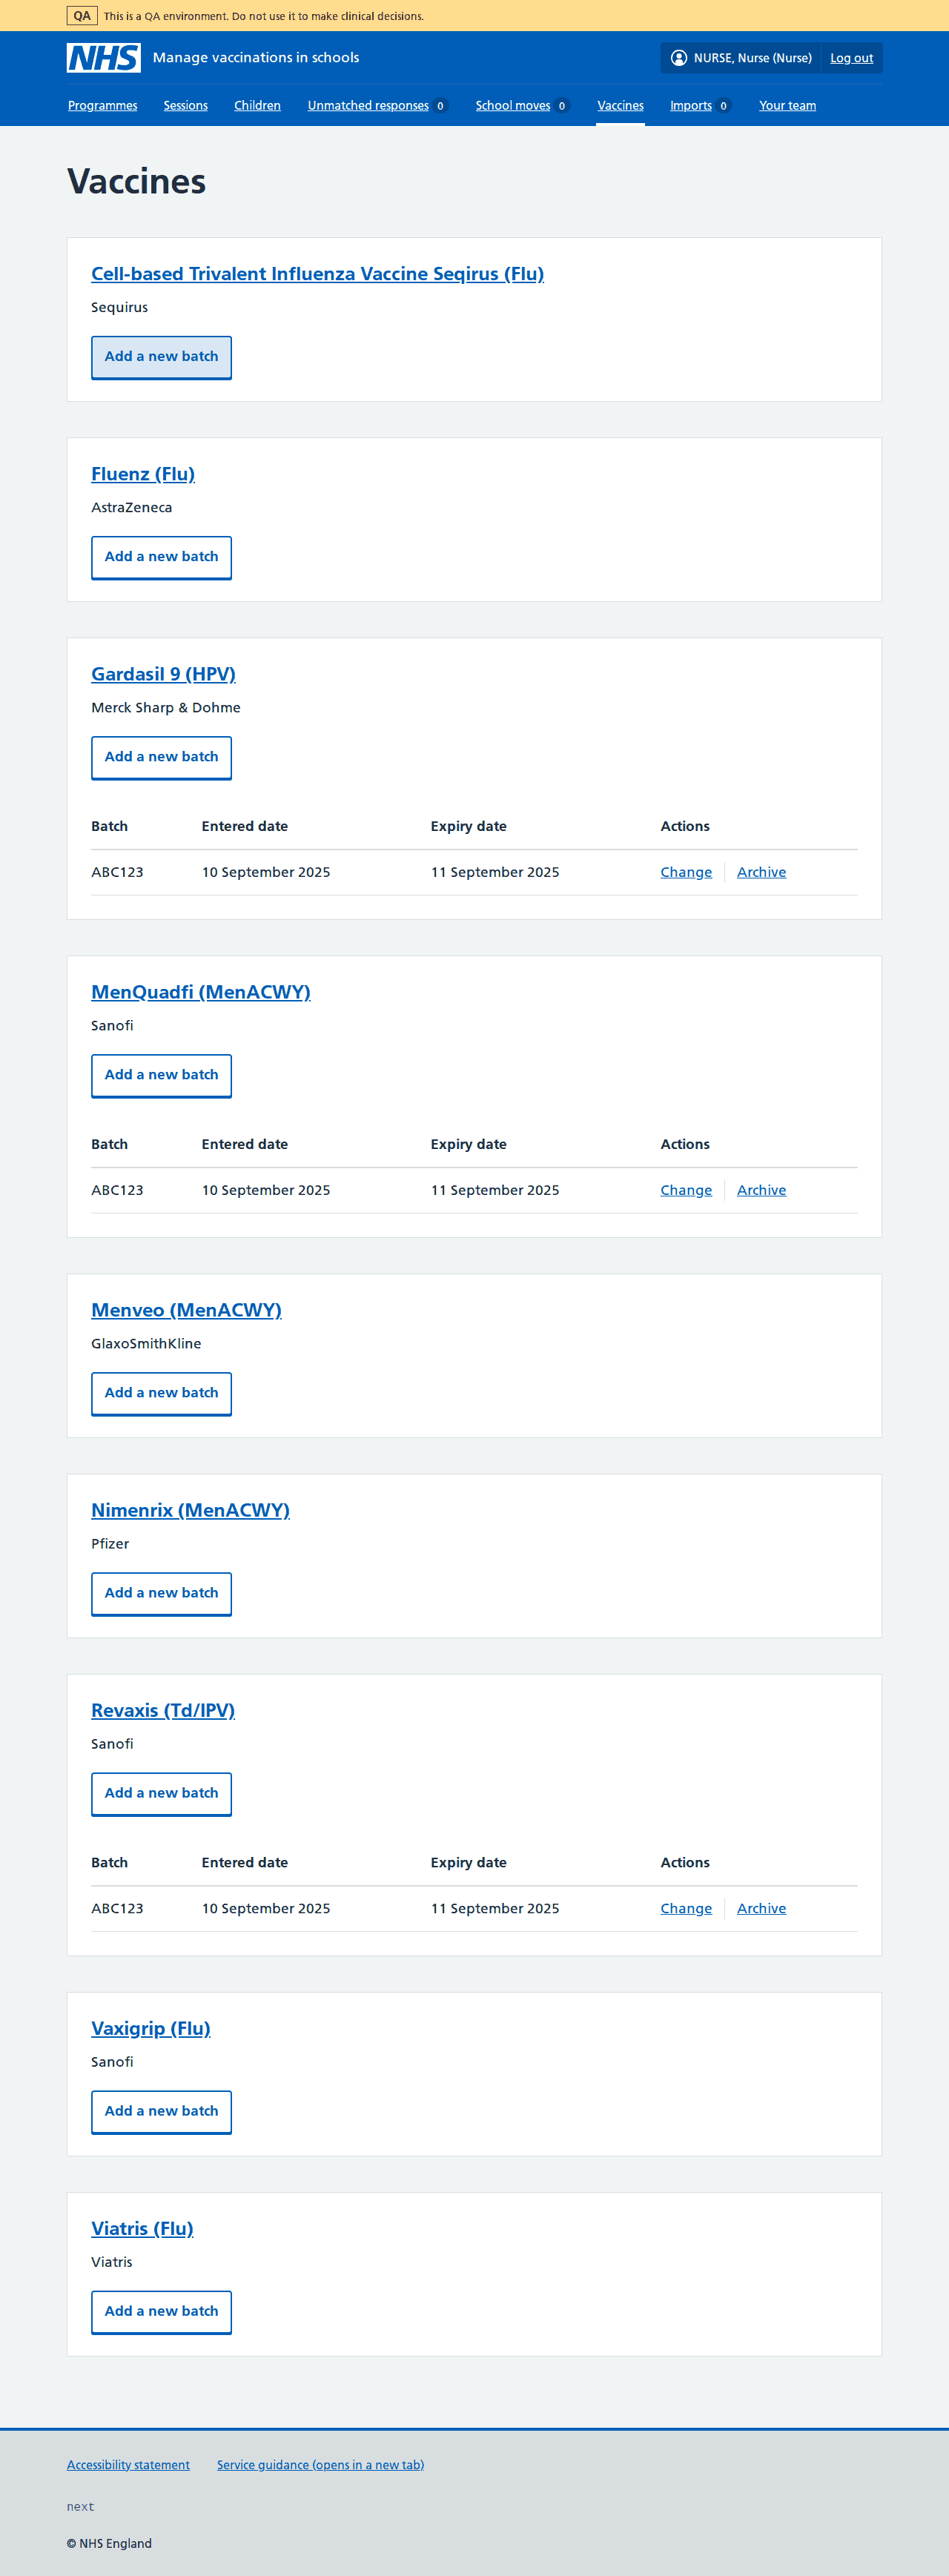 QA This is a QA environment. Do not use it to make clinical decisions.
NHS Manage vaccinations in schools NURSE, Nurse (Nurse) Log out
Programmes Sessions Children Unmatched responses 0 School moves 0 Vaccines Imports 0 Your team
Vaccines
Cell-based Trivalent Influenza Vaccine Seqirus (Flu)
Sequirus
Add a new batch
Fluenz (Flu)
AstraZeneca
Add a new batch
Gardasil 9 (HPV)
Merck Sharp & Dohme
Add a new batch
Batch Entered date Expiry date Actions
ABC123 10 September 2025 11 September 2025 Change Archive
MenQuadfi (MenACWY)
Sanofi
Add a new batch
Batch Entered date Expiry date Actions
ABC123 10 September 2025 11 September 2025 Change Archive
Menveo (MenACWY)
GlaxoSmithKline
Add a new batch
Nimenrix (MenACWY)
Pfizer
Add a new batch
Revaxis (Td/IPV)
Sanofi
Add a new batch
Batch Entered date Expiry date Actions
ABC123 10 September 2025 11 September 2025 Change Archive
Vaxigrip (Flu)
Sanofi
Add a new batch
Viatris (Flu)
Viatris
Add a new batch
Accessibility statement Service guidance (opens in a new tab)
next
© NHS England